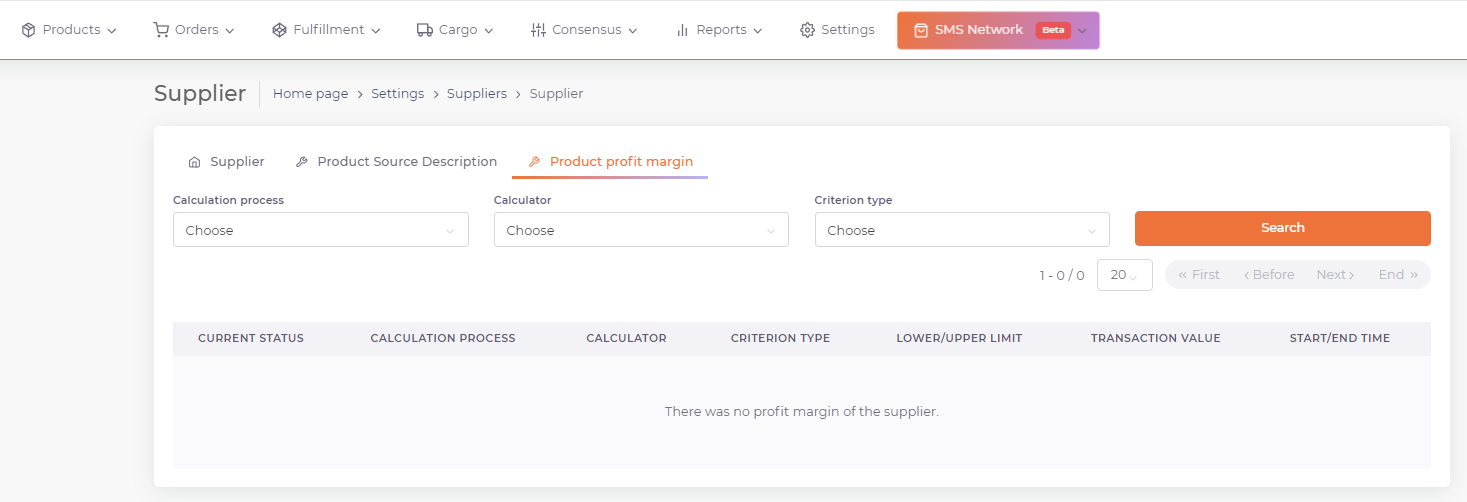 Products Orders Fulfillment Cargo Consensus Reports Settings SMS Network Beta
Supplier Home page > Settings > Suppliers > Supplier
Supplier Product Source Description Product profit margin
Calculation process Calculator Criterion type
Choose Choose Choose Search
1 - 0 / 0 20 « First ‹ Before Next › End »
CURRENT STATUS CALCULATION PROCESS CALCULATOR CRITERION TYPE LOWER/UPPER LIMIT TRANSACTION VALUE START/END TIME
There was no profit margin of the supplier.